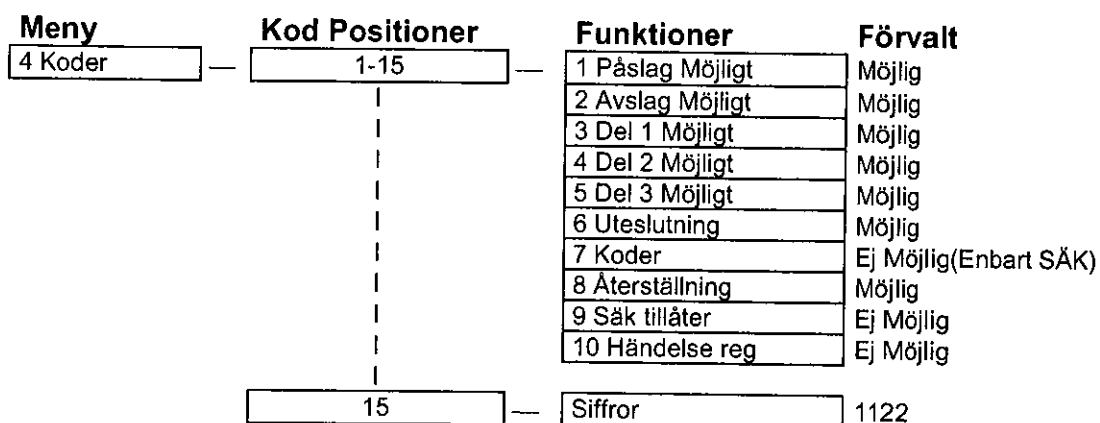 Meny Kod Positioner Funktioner Förvalt
4 Koder 1-15 1 Påslag Möjligt Möjlig
2 Avslag Möjligt Möjlig
3 Del 1 Möjligt Möjlig
4 Del 2 Möjligt Möjlig
5 Del 3 Möjligt Möjlig
6 Uteslutning Möjlig
7 Koder Ej Möjlig(Enbart SÄK)
8 Återställning Möjlig
9 Säk tillåter Ej Möjlig
10 Händelse reg Ej Möjlig
15 Siffror 1122